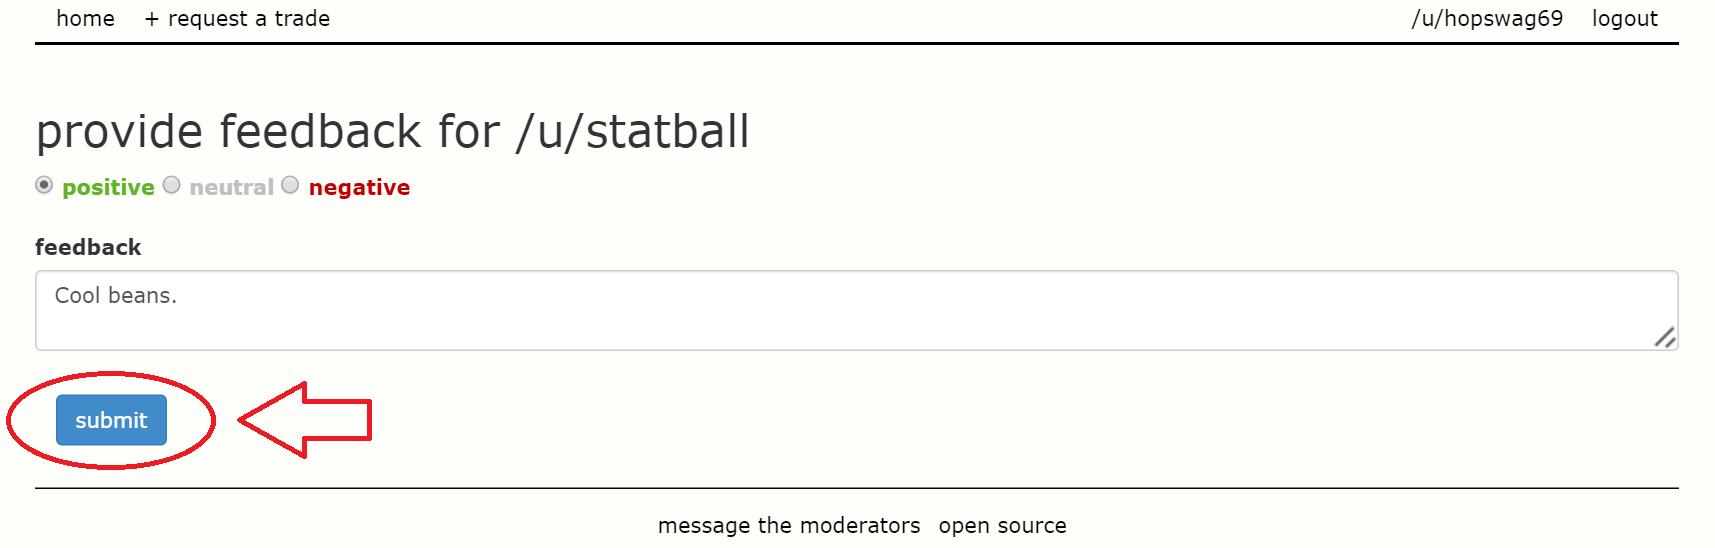 home + request a trade /u/hopswag69 logout
provide feedback for /u/statball
positive neutral negative
feedback
Cool beans.
submit
message the moderators open source